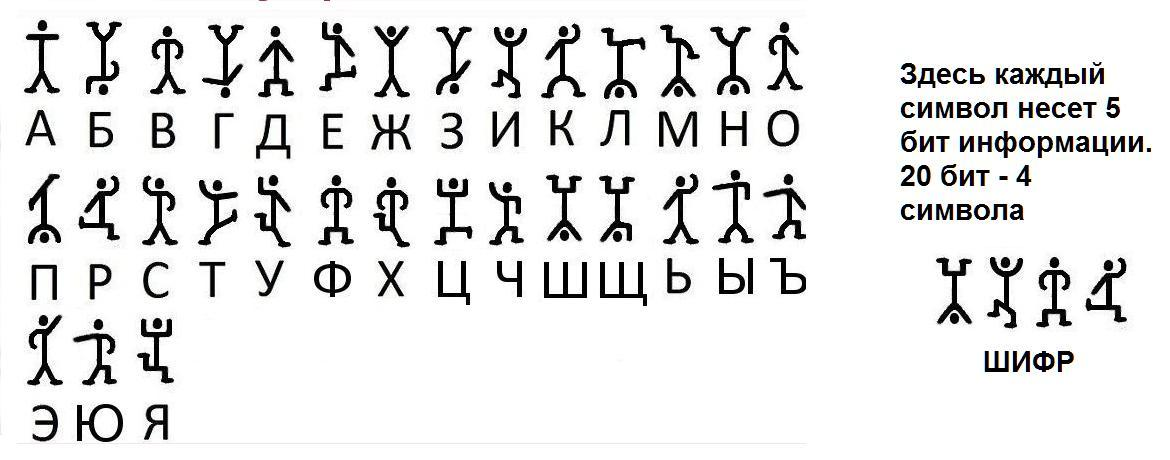 А Б В Г Д Е Ж З И К Л М Н О
П Р С Т У Ф Х Ц Ч Ш Щ Ь Ы Ъ
Э Ю Я
Здесь каждый
символ несет 5
бит информации.
20 бит - 4
символа
ШИФР